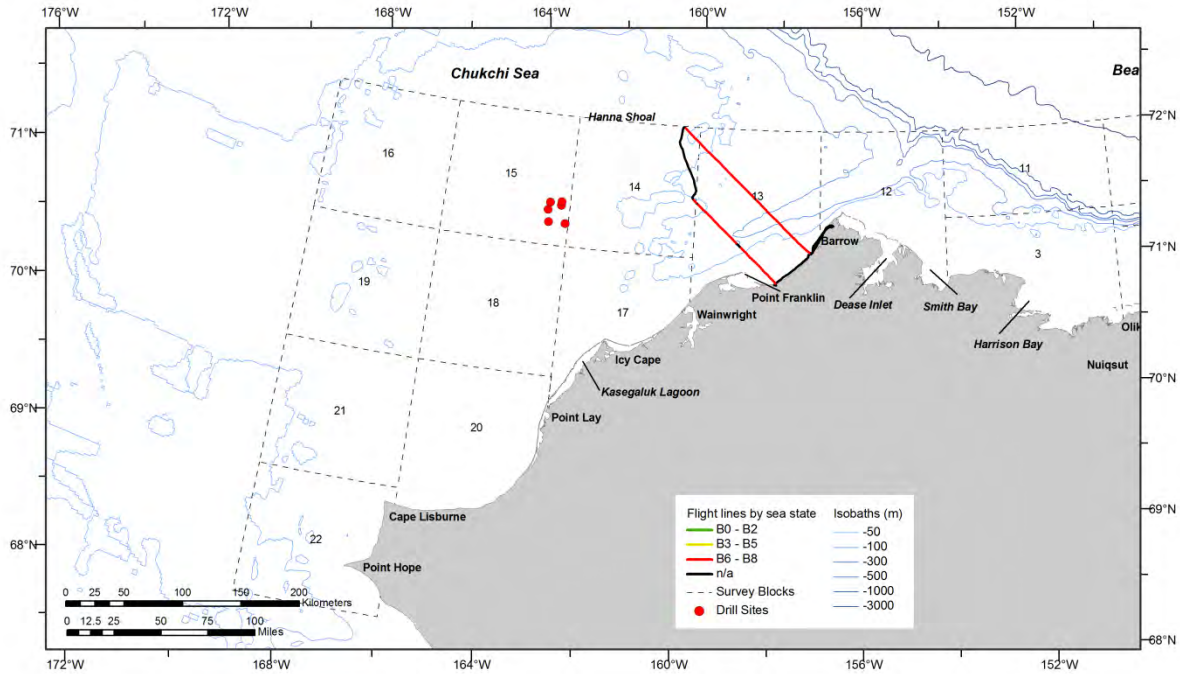 176°W 172°W 168°W 164°W 160°W 156°W 152°W
Chukchi Sea
Bea
72°N
71°N
Hanna Shoal
16
15
14
13
12
11
71°N
3
Barrow
70°N
19
18
17
Point Franklin
Dease Inlet
Smith Bay
Wainwright
Harrison Bay
Olik
Icy Cape
Nuiqsut
Kasegaluk Lagoon
70°N
69°N
21
20
Point Lay
Cape Lisburne
69°N
68°N
22
Point Hope
Flight lines by sea state
B0 - B2
B3 - B5
B6 - B8
n/a
Survey Blocks
Drill Sites
Isobaths (m)
-50
-100
-300
-500
-1000
-3000
0 25 50 100 150 200
Kilometers
0 12.5 25 50 75 100
Miles
68°N
172°W 168°W 164°W 160°W 156°W 152°W